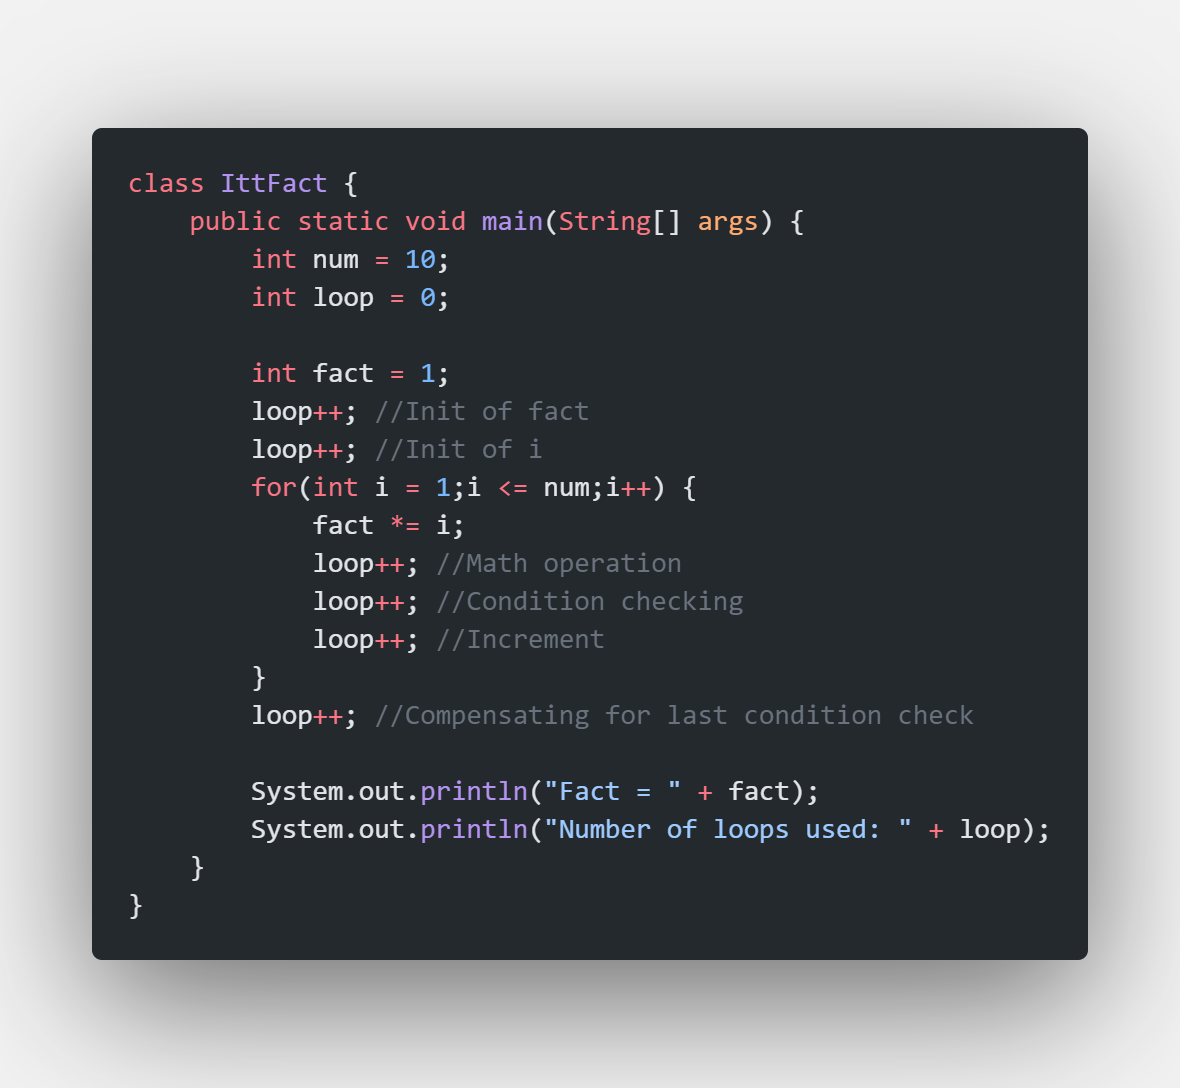 class IttFact {
    public static void main(String[] args) {
        int num = 10;
        int loop = 0;

        int fact = 1;
        loop++; //Init of fact
        loop++; //Init of i
        for(int i = 1;i <= num;i++) {
            fact *= i;
            loop++; //Math operation
            loop++; //Condition checking
            loop++; //Increment
        }
        loop++; //Compensating for last condition check

        System.out.println("Fact = " + fact);
        System.out.println("Number of loops used: " + loop);
    }
}